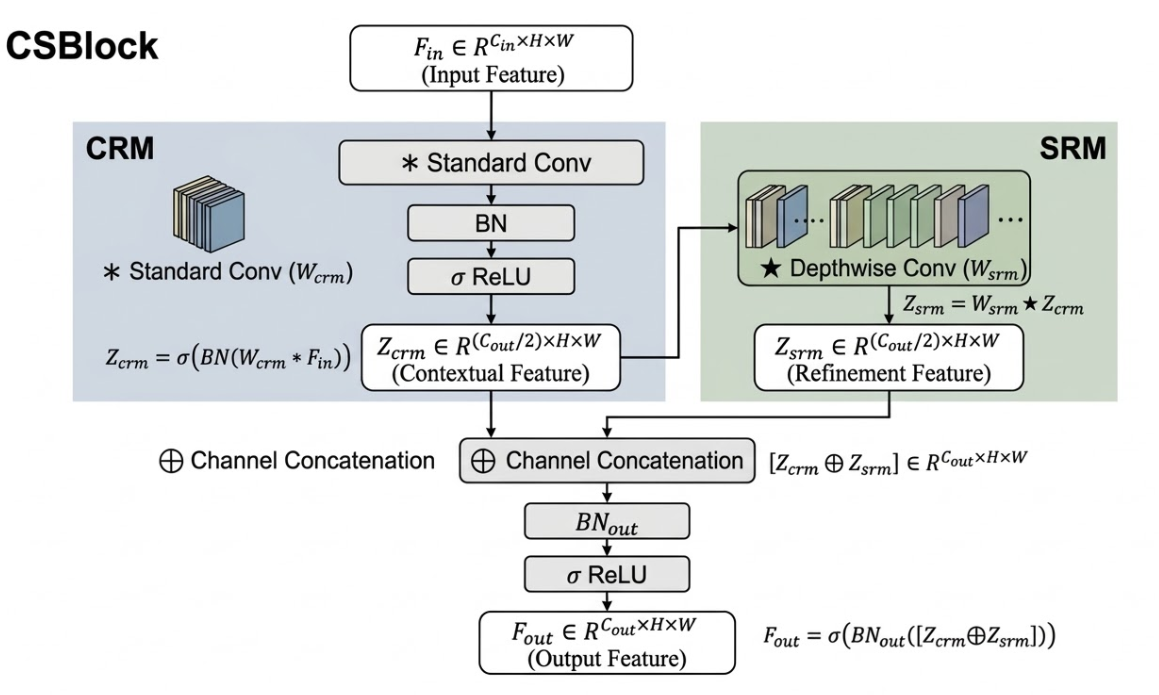 CSBlock
F_in ∈ R^{C_in×H×W}
(Input Feature)
CRM
∗ Standard Conv
BN
σ ReLU
∗ Standard Conv (W_crm)
Z_crm = σ(BN(W_crm ∗ F_in))
Z_crm ∈ R^{(C_out/2)×H×W}
(Contextual Feature)
SRM
....
...
★ Depthwise Conv (W_srm)
Z_srm = W_srm ★ Z_crm
Z_srm ∈ R^{(C_out/2)×H×W}
(Refinement Feature)
⊕ Channel Concatenation
⊕ Channel Concatenation
[Z_crm ⊕ Z_srm] ∈ R^{C_out×H×W}
BN_out
σ ReLU
F_out ∈ R^{C_out×H×W}
(Output Feature)
F_out = σ(BN_out([Z_crm⊕Z_srm]))